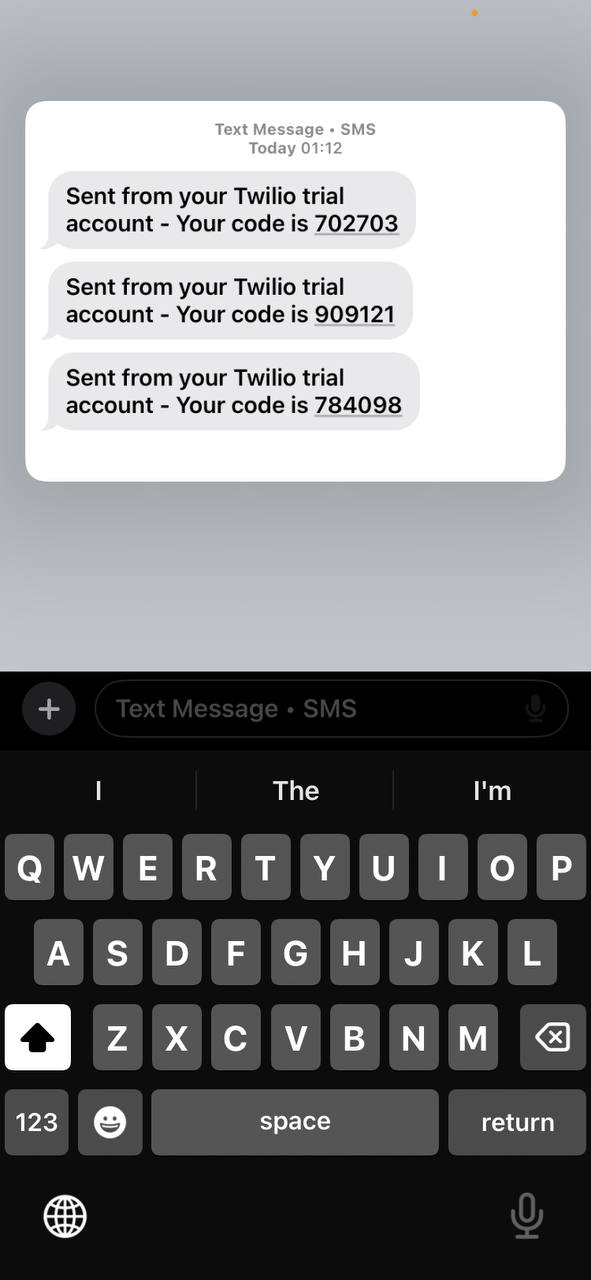 Text Message • SMS
Today 01:12
Sent from your Twilio trial
account - Your code is 702703
Sent from your Twilio trial
account - Your code is 909121
Sent from your Twilio trial
account - Your code is 784098
Text Message • SMS
I The I'm
Q W E R T Y U I O P
A S D F G H J K L
Z X C V B N M
123 space return